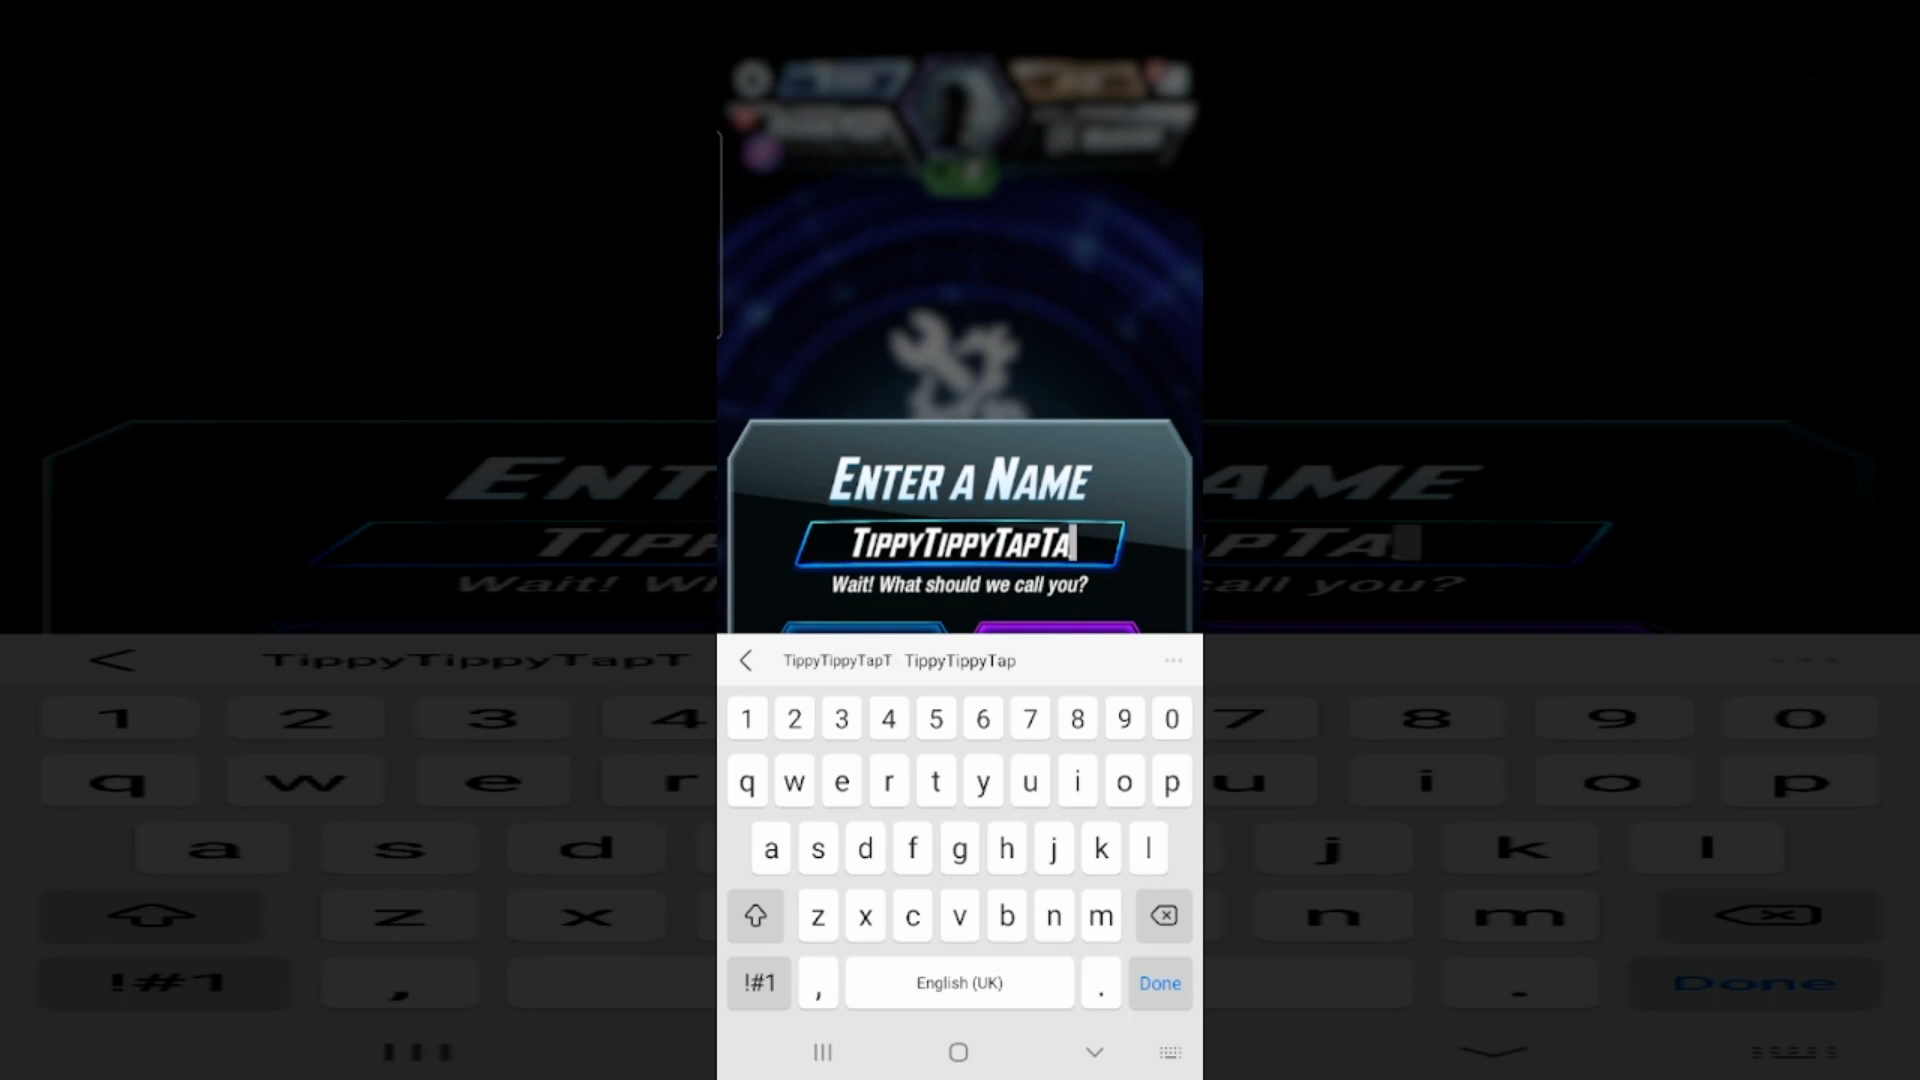 ENTER A NAME
TIPPYTIPPYTAPTA
Wait! What should we call you?
TippyTippyTapT TippyTippyTap
1 2 3 4 5 6 7 8 9 0
q w e r t y u i o p
a s d f g h j k l
z x c v b n m
!#1 , English (UK) . Done